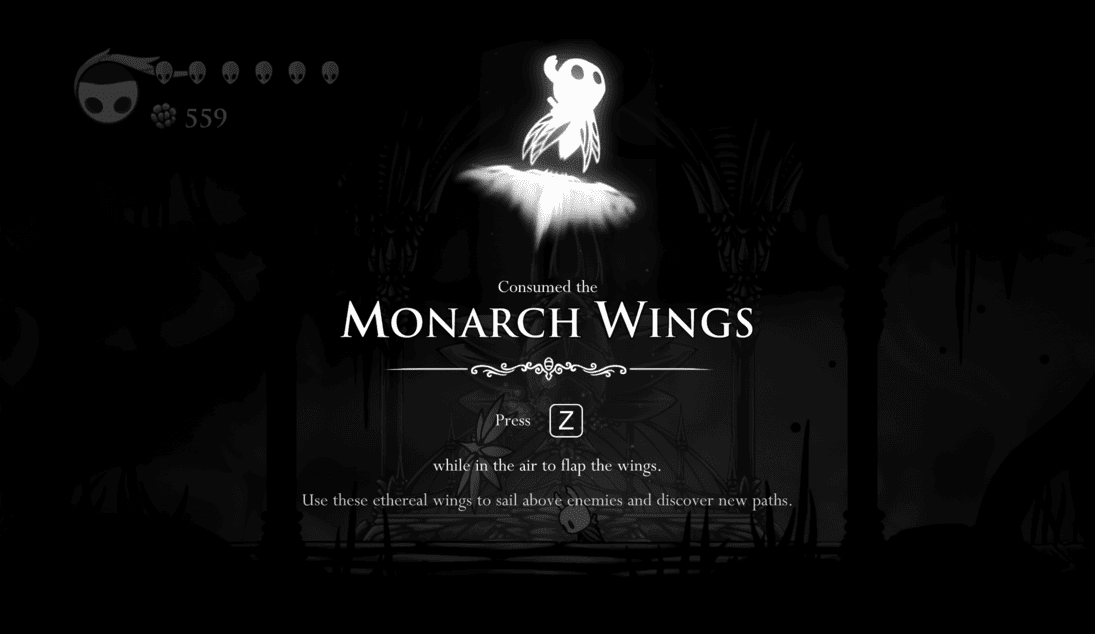 559
Consumed the
MONARCH WINGS
Press Z
while in the air to flap the wings.
Use these ethereal wings to sail above enemies and discover new paths.